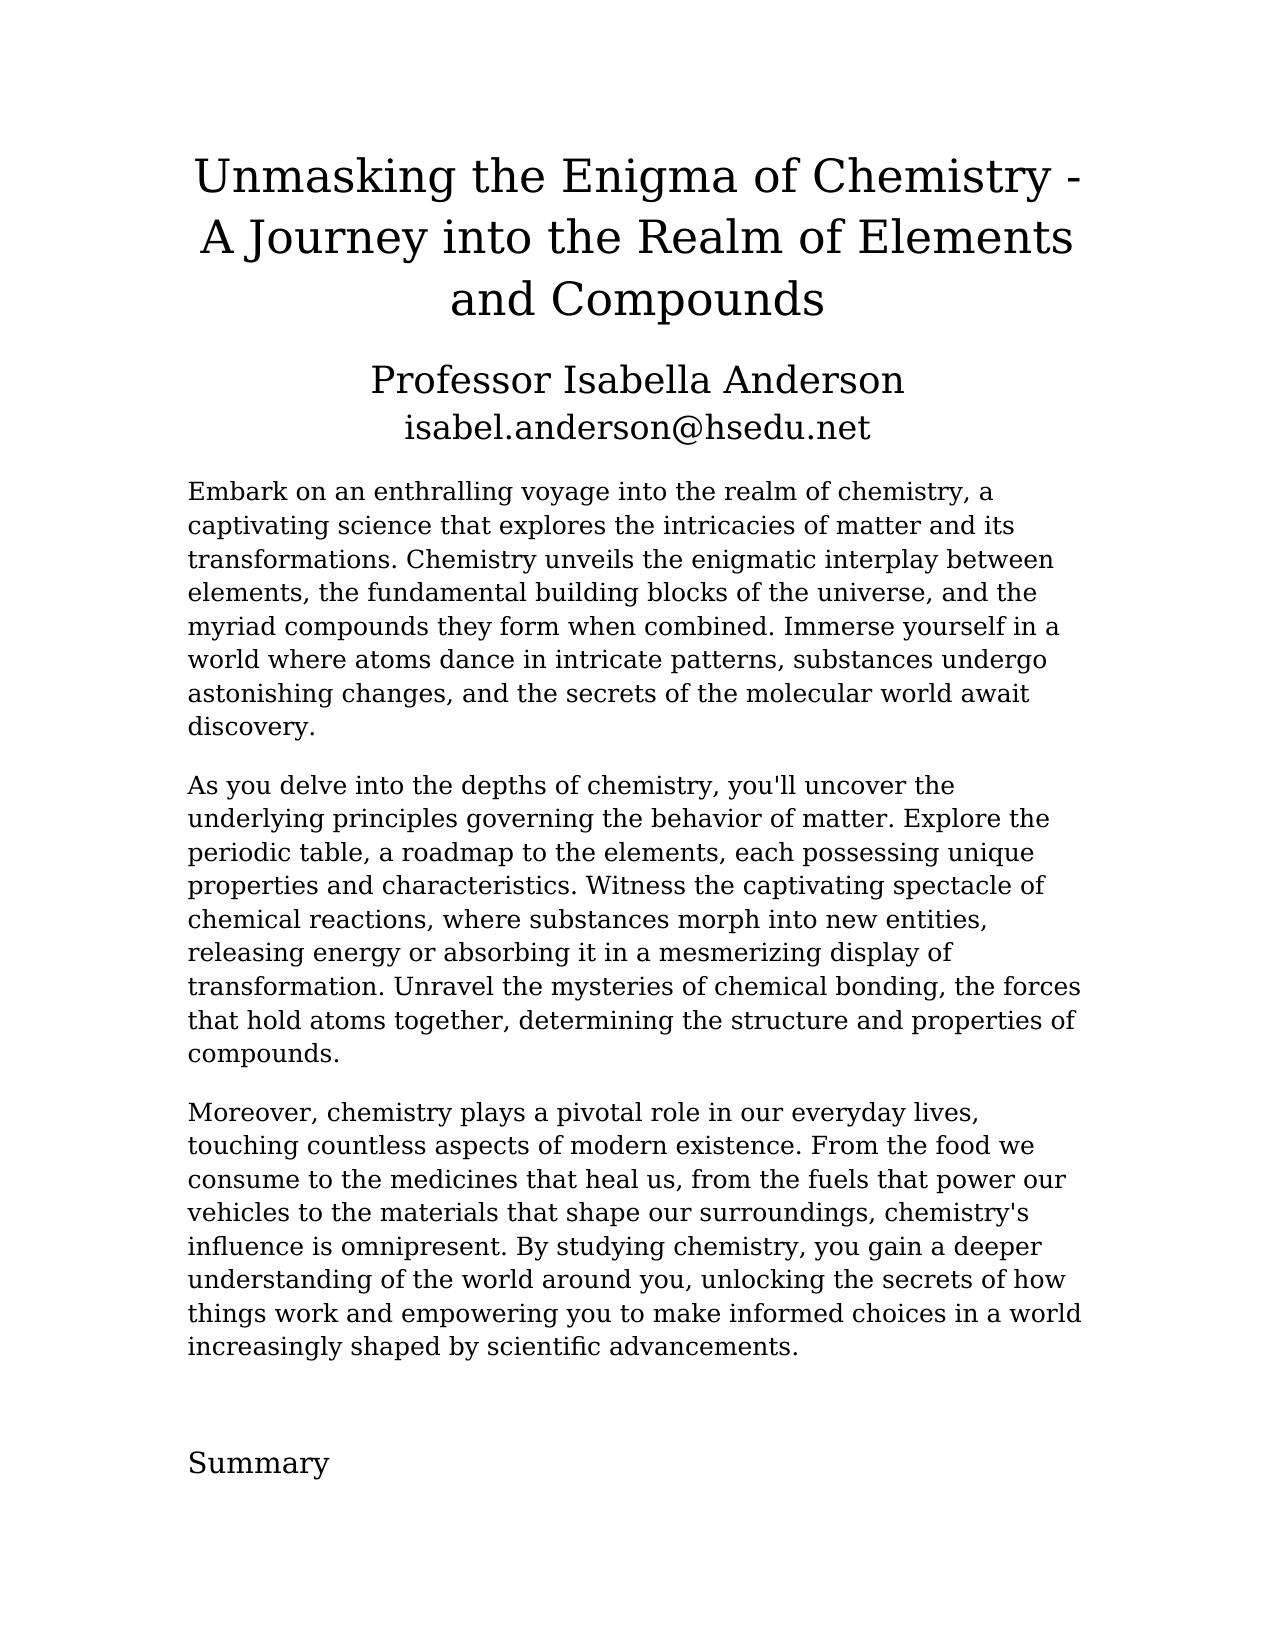 Unmasking the Enigma of Chemistry -
A Journey into the Realm of Elements
and Compounds
Professor Isabella Anderson
isabel.anderson@hsedu.net
Embark on an enthralling voyage into the realm of chemistry, a
captivating science that explores the intricacies of matter and its
transformations. Chemistry unveils the enigmatic interplay between
elements, the fundamental building blocks of the universe, and the
myriad compounds they form when combined. Immerse yourself in a
world where atoms dance in intricate patterns, substances undergo
astonishing changes, and the secrets of the molecular world await
discovery.
As you delve into the depths of chemistry, you'll uncover the
underlying principles governing the behavior of matter. Explore the
periodic table, a roadmap to the elements, each possessing unique
properties and characteristics. Witness the captivating spectacle of
chemical reactions, where substances morph into new entities,
releasing energy or absorbing it in a mesmerizing display of
transformation. Unravel the mysteries of chemical bonding, the forces
that hold atoms together, determining the structure and properties of
compounds.
Moreover, chemistry plays a pivotal role in our everyday lives,
touching countless aspects of modern existence. From the food we
consume to the medicines that heal us, from the fuels that power our
vehicles to the materials that shape our surroundings, chemistry's
influence is omnipresent. By studying chemistry, you gain a deeper
understanding of the world around you, unlocking the secrets of how
things work and empowering you to make informed choices in a world
increasingly shaped by scientific advancements.
Summary